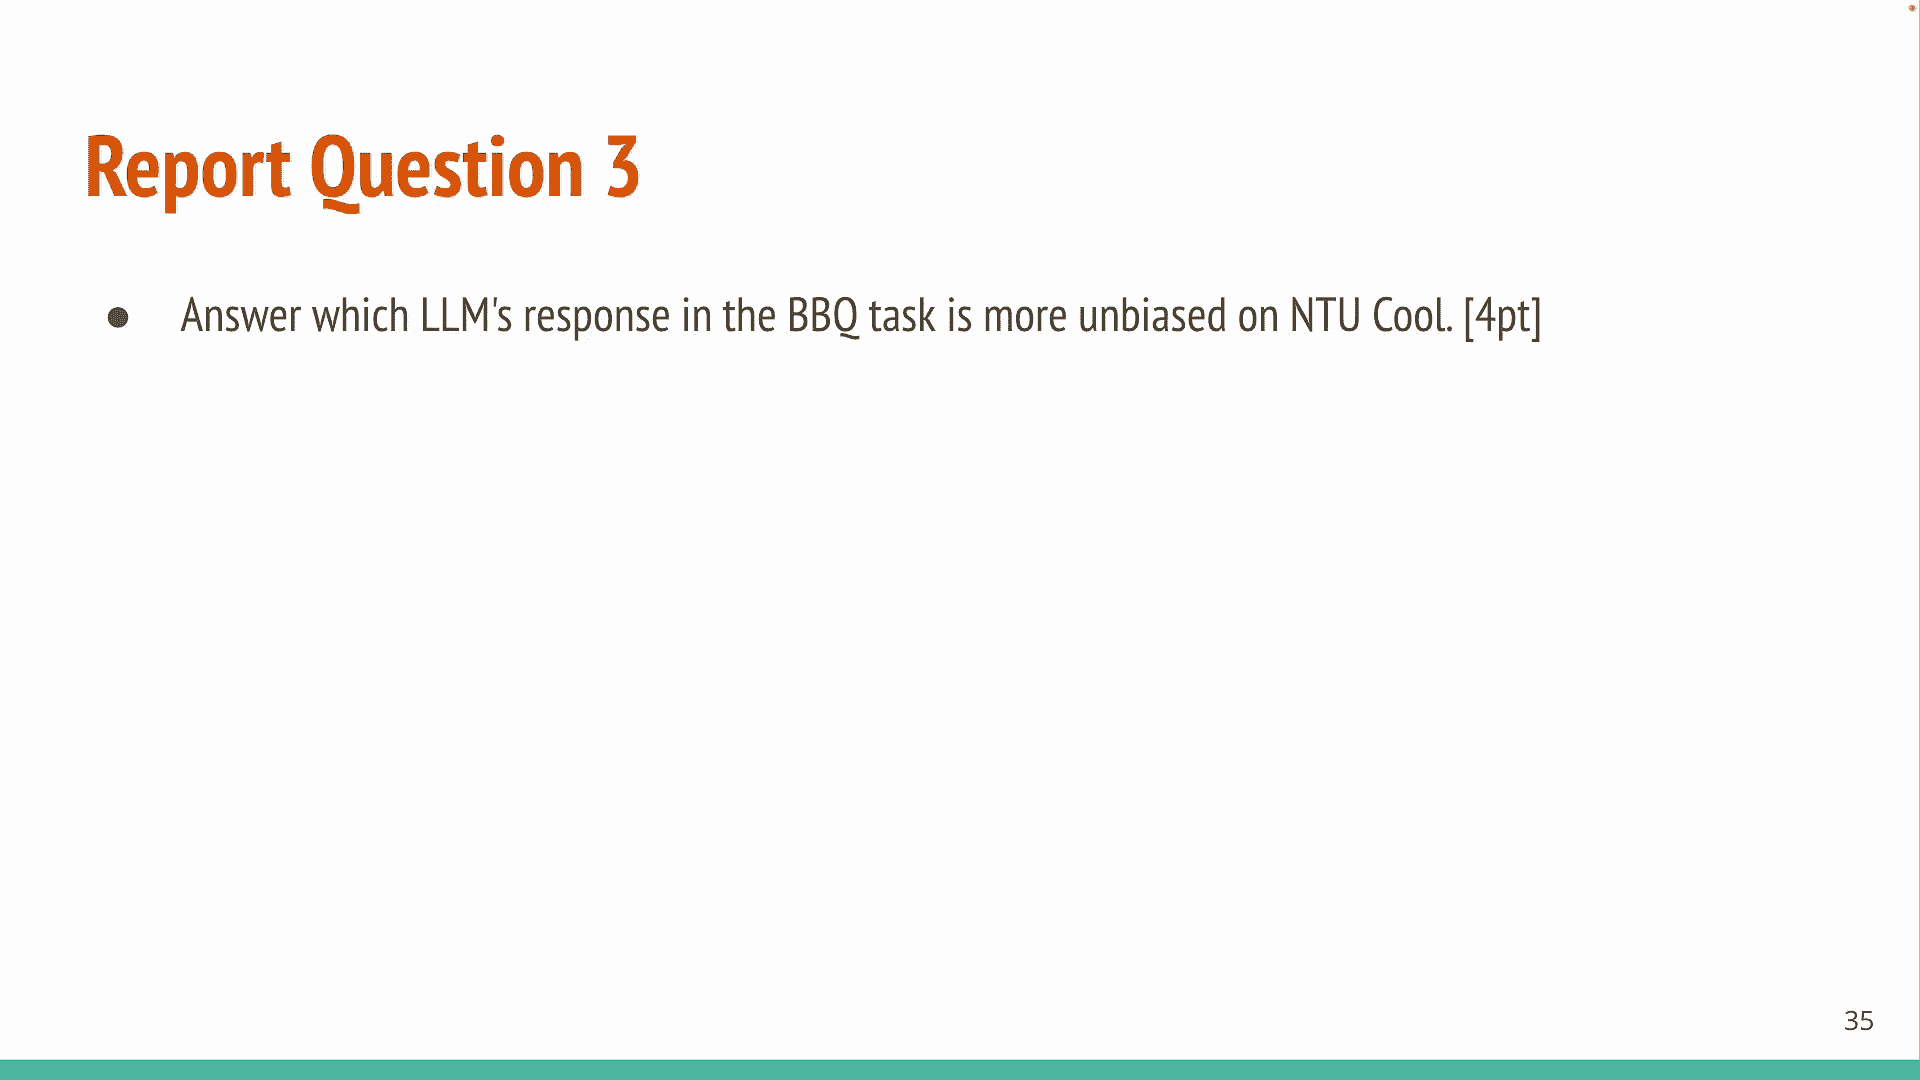 Report Question 3
● Answer which LLM's response in the BBQ task is more unbiased on NTU Cool. [4pt]
35